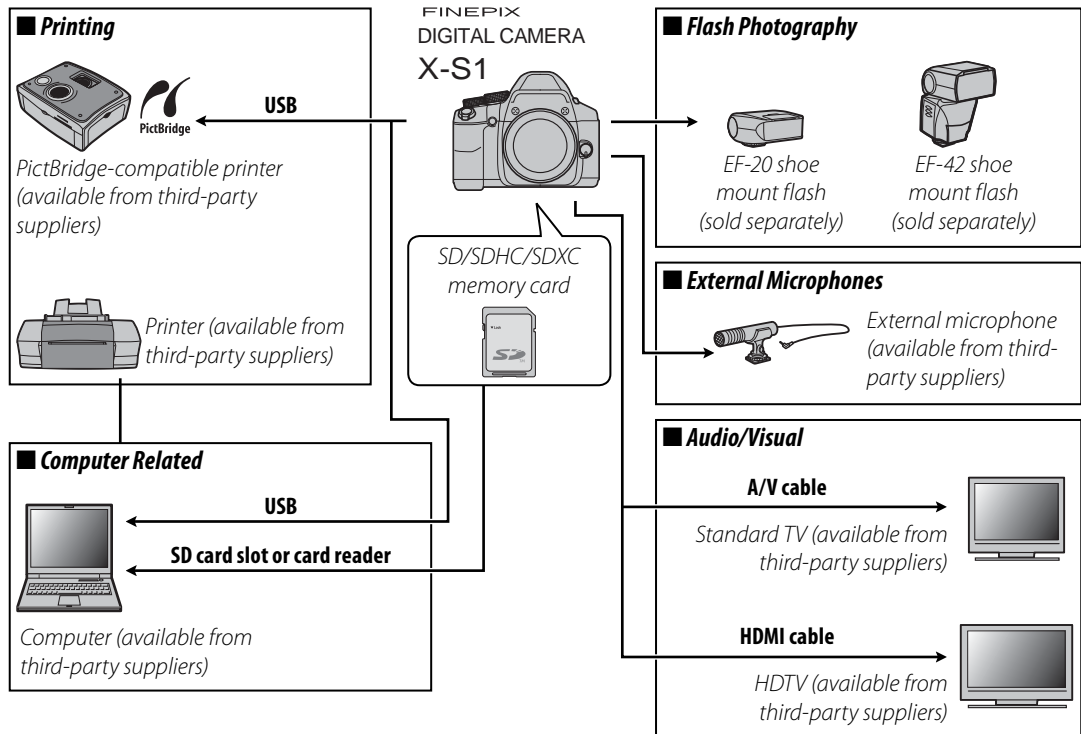 ■ Printing
PictBridge
USB
PictBridge-compatible printer
(available from third-party
suppliers)
Printer (available from
third-party suppliers)
FINEPIX
DIGITAL CAMERA
X-S1
SD/SDHC/SDXC
memory card
Lock
SD
■ Computer Related
USB
SD card slot or card reader
Computer (available from
third-party suppliers)
■ Flash Photography
EF-20 shoe
mount flash
(sold separately)
EF-42 shoe
mount flash
(sold separately)
■ External Microphones
External microphone
(available from third-
party suppliers)
■ Audio/Visual
A/V cable
Standard TV (available from
third-party suppliers)
HDMI cable
HDTV (available from
third-party suppliers)